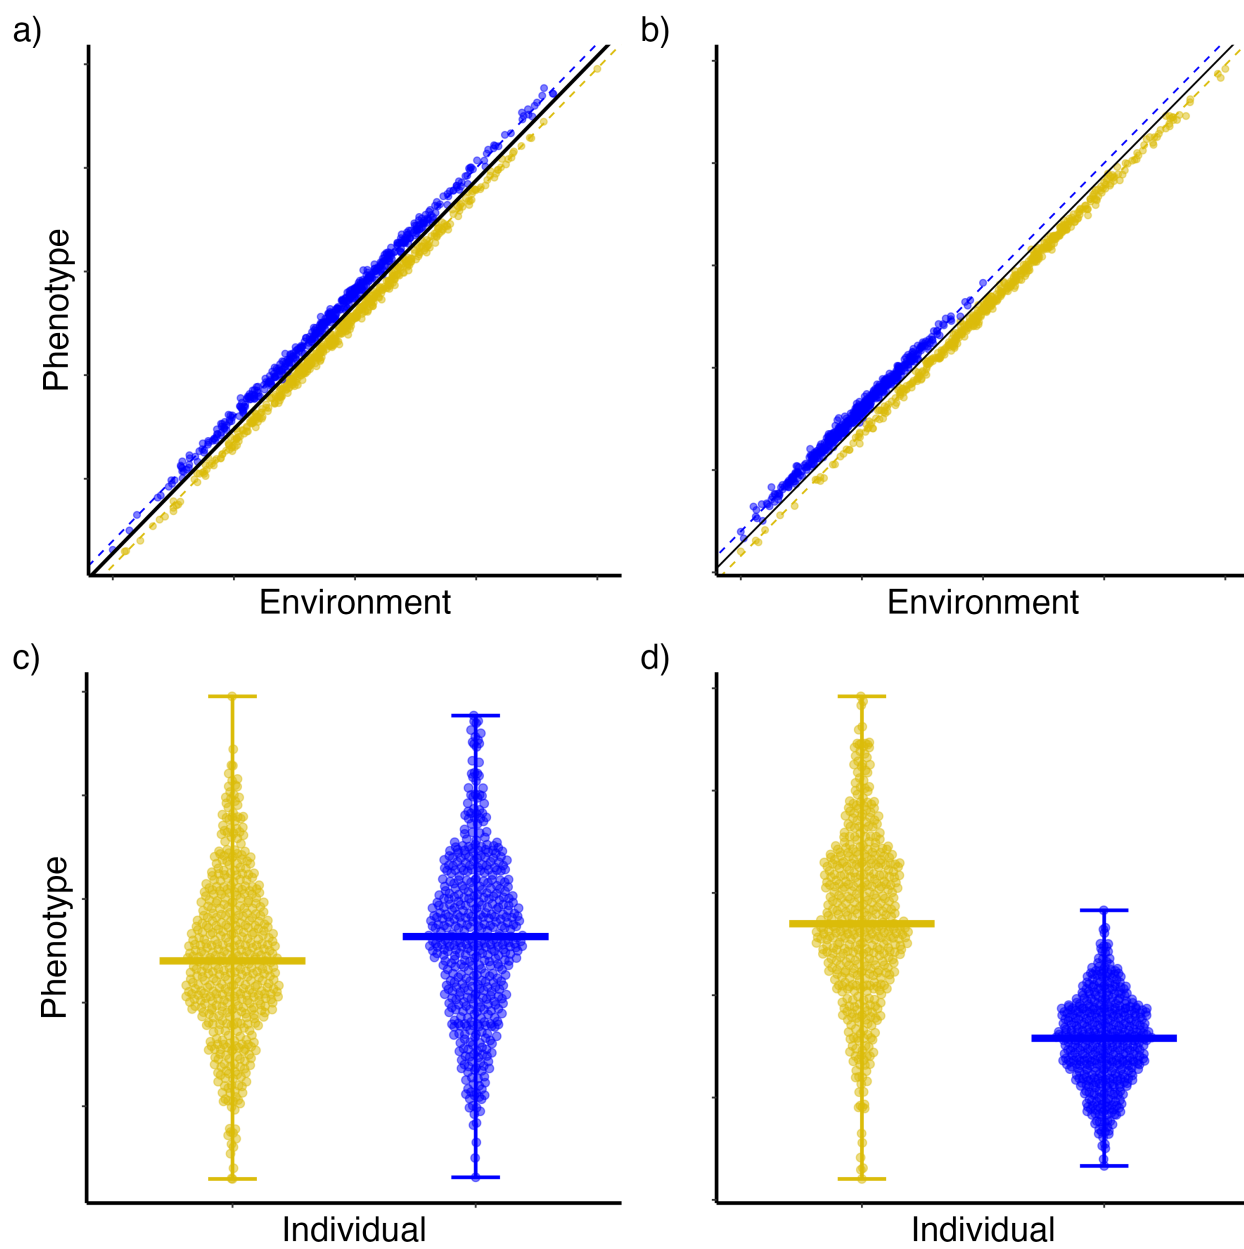 a)
b)
Phenotype
Environment
Environment
c)
d)
Phenotype
Individual
Individual